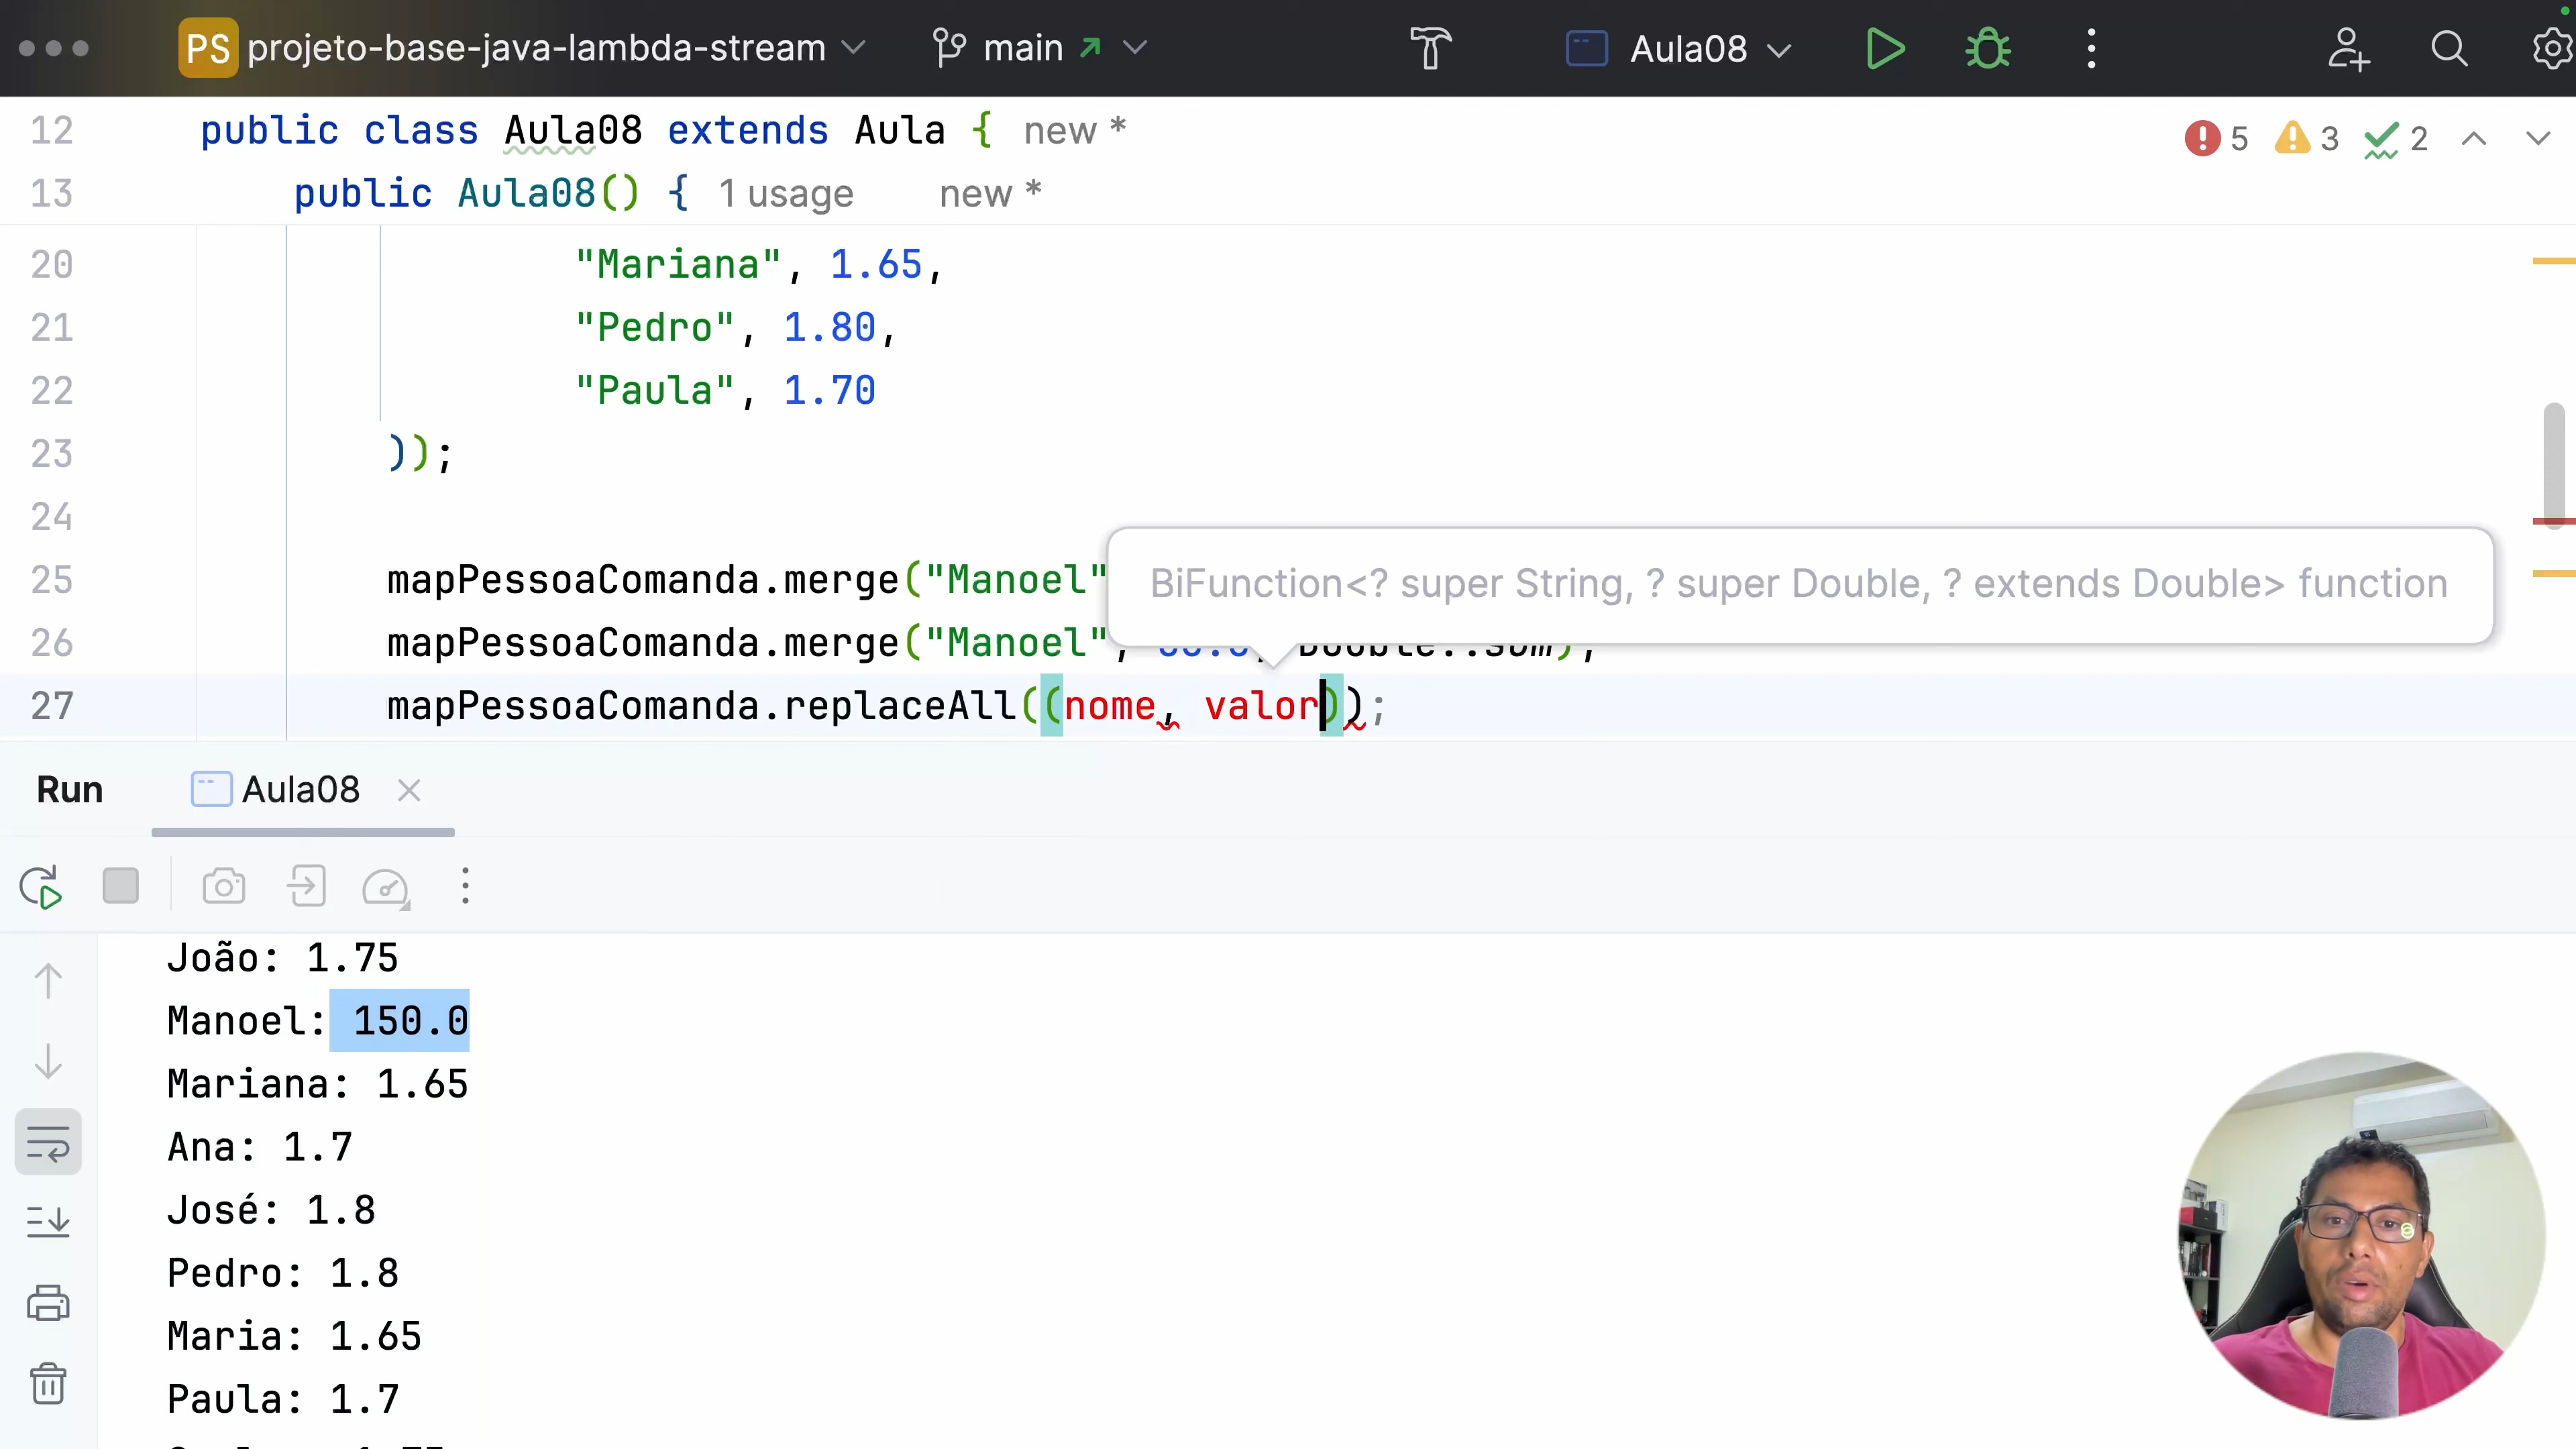 PS projeto-base-java-lambda-stream main Aula08
12 public class Aula08 extends Aula { new * 5 3 2
13 public Aula08() { 1 usage new *
20 "Mariana", 1.65,
21 "Pedro", 1.80,
22 "Paula", 1.70
23 ));
24
BiFunction<? super String, ? super Double, ? extends Double> function
25 mapPessoaComanda.merge("Manoel"
26 mapPessoaComanda.merge("Manoel", Double::sum);
27 mapPessoaComanda.replaceAll((nome, valor));
Run Aula08
João: 1.75
Manoel: 150.0
Mariana: 1.65
Ana: 1.7
José: 1.8
Pedro: 1.8
Maria: 1.65
Paula: 1.7